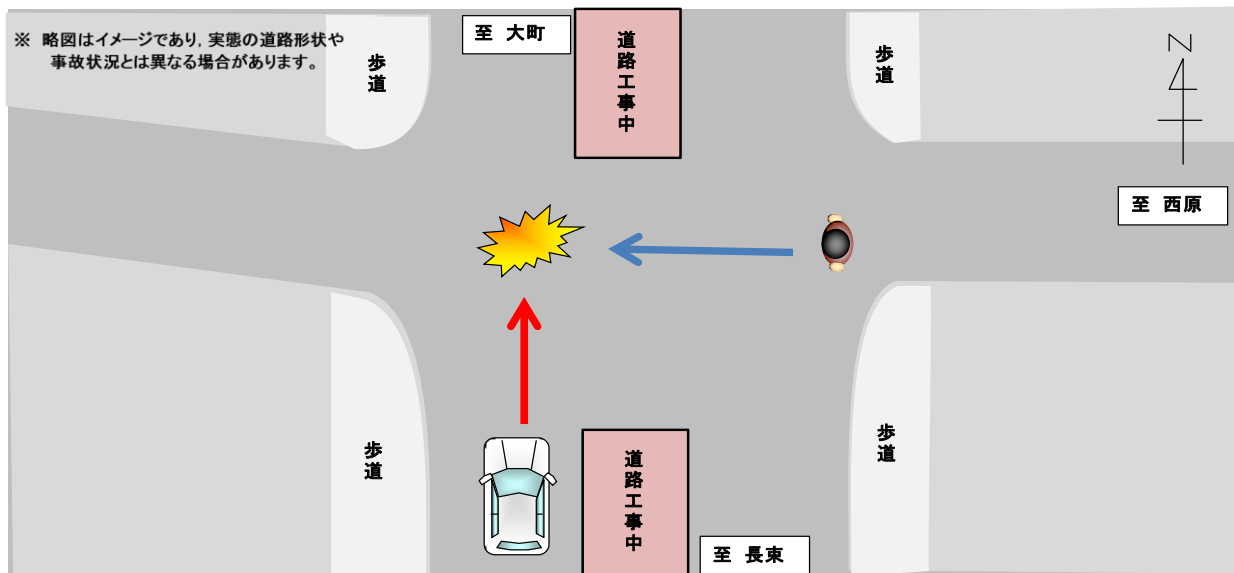 ※ 略図はイメージであり，実態の道路形状や
事故状況とは異なる場合があります。
歩道
至 大町
道路工事中
歩道
N
至 西原
歩道
道路工事中
歩道
至 長束